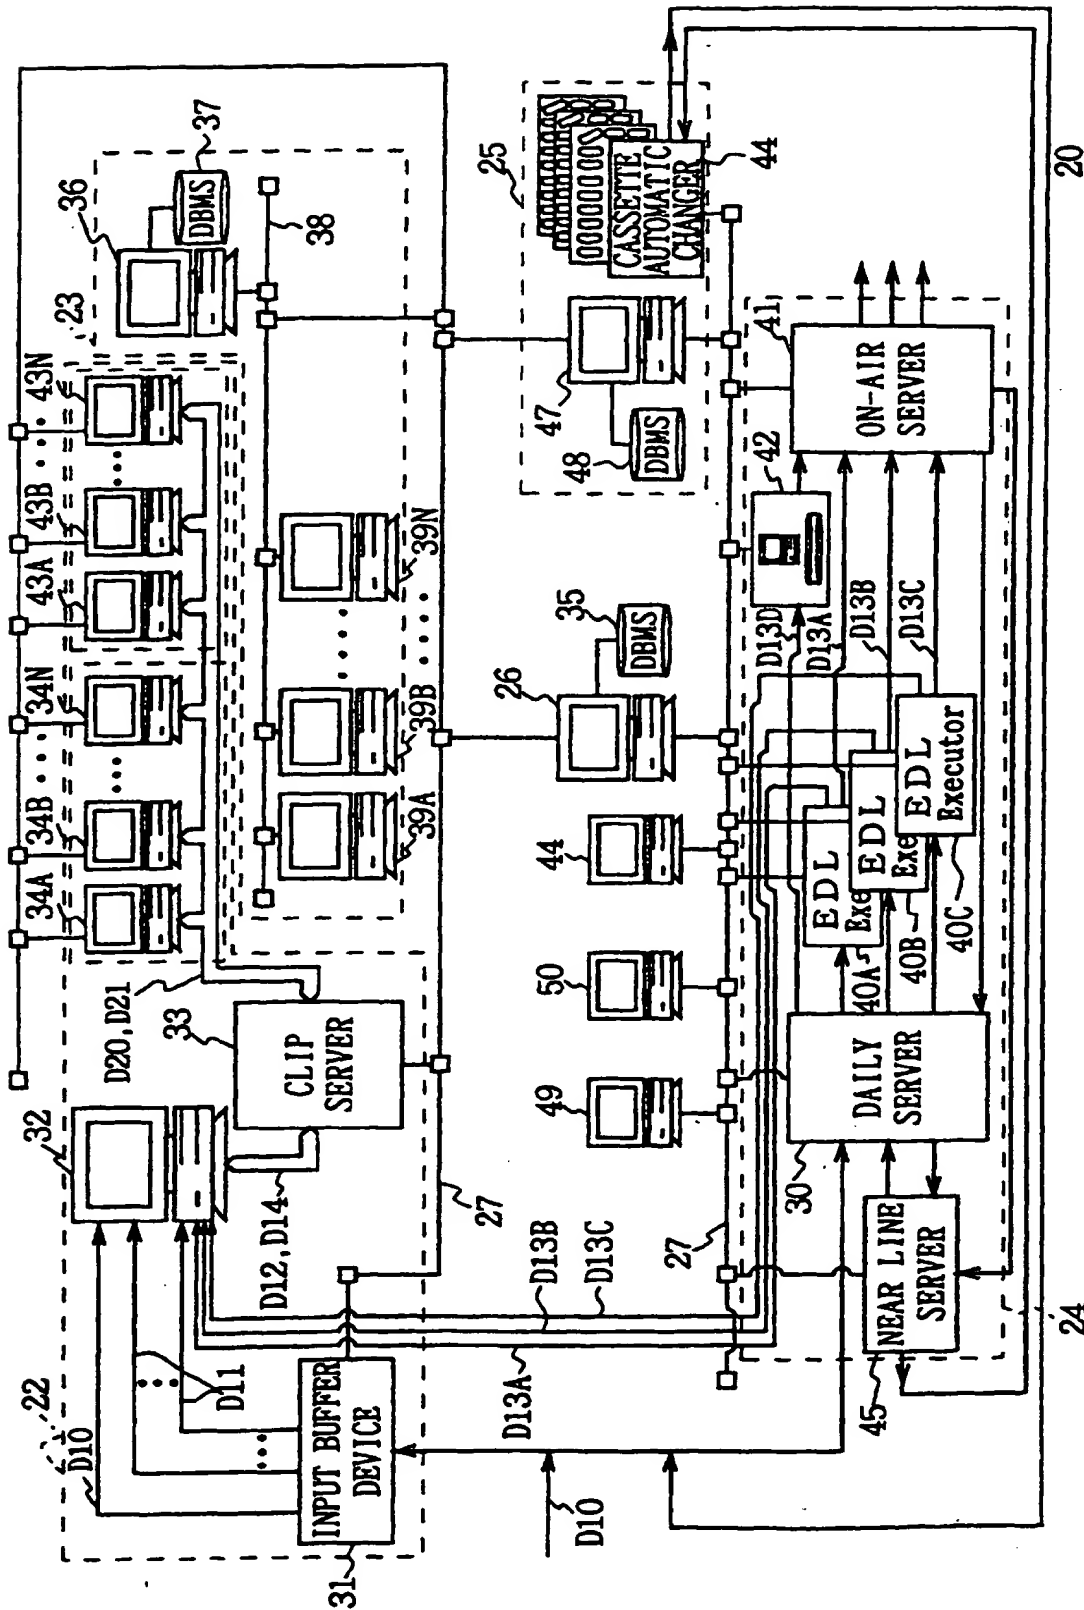 22
D10
D11
31
INPUT BUFFER
DEVICE
32
D12, D14
D20, D21
33
CLIP
SERVER
27
34A
34B
34N
43A
43B
43N
23
36
37
DBMS
38
39A
39B
39N
D13A
D13B
D13C
D10
49
50
44
26
35
DBMS
47
48
DBMS
25
CASSETTE
AUTOMATIC
CHANGER
44
27
30
DAILY
SERVER
45
NEAR LINE
SERVER
24
EDL
Exe
40A
EDL
Exe
40B
EDL
Executor
40C
D13D
D13A
D13B
D13C
42
41
ON-AIR
SERVER
20